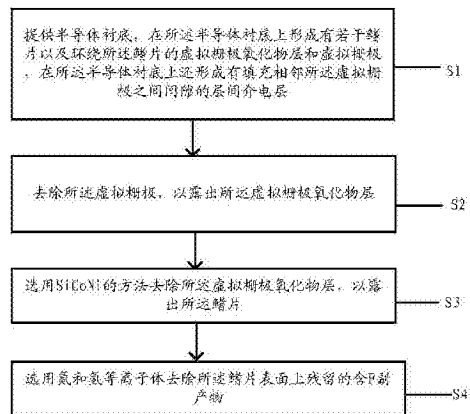 提供半导体衬底，在所述半导体衬底上形成有若干鳍
片以及环绕所述鳍片的虚拟栅极氧化物层和虚拟栅极
，在所述半导体衬底上还形成有填充相邻所述虚拟栅
极之间间隙的层间介电层
S1
去除所述虚拟栅极，以露出所述虚拟栅极氧化物层
S2
选用SiCoNi的方法去除所述虚拟栅极氧化物层，以露
出所述鳍片
S3
选用氮和氢等离子体去除所述鳍片表面上残留的含F副
产物
S4